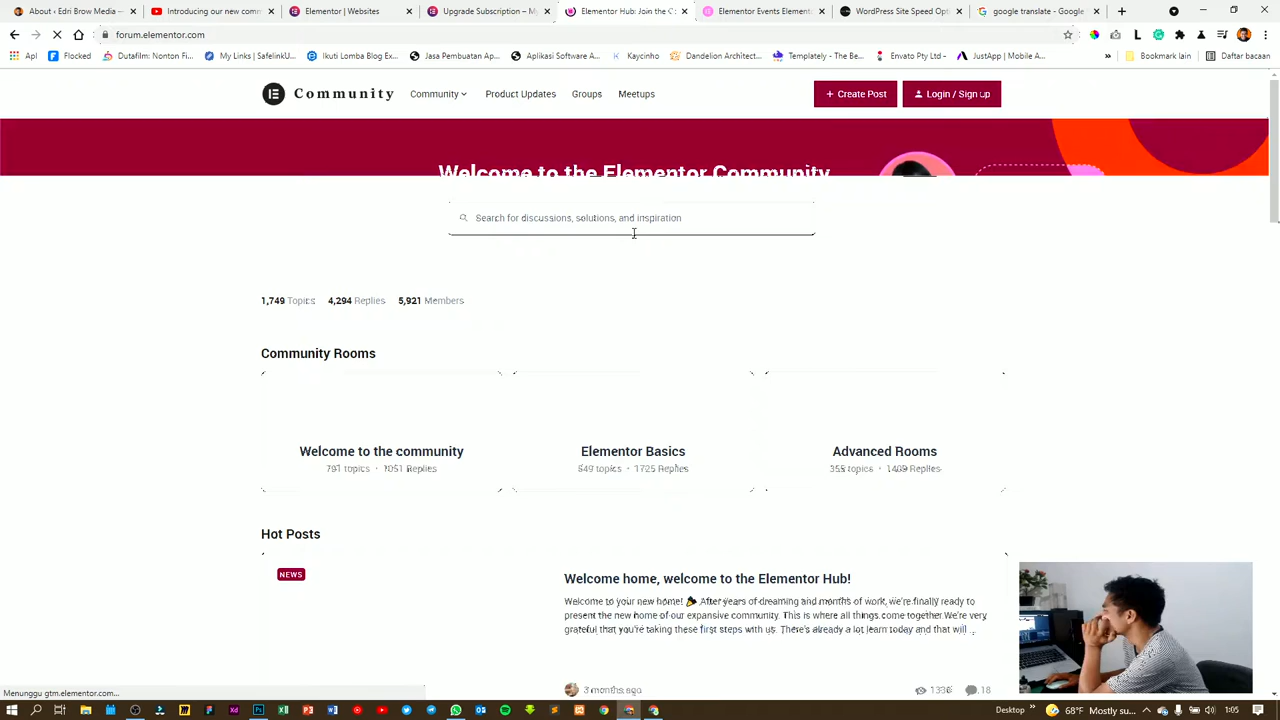 About ‹ Edri Brow Media —
Introducing our new comm
Elementor | Websites
Upgrade Subscription – My
Elementor Hub: Join the C
Elementor Events Elementa
WordPress Site Speed Opt
google translate - Google
forum.elementor.com
Apl
Flocked
Dutafilm: Nonton Fi...
My Links | SafelinkU...
Ikuti Lomba Blog Ex...
Jasa Pembuatan Ap...
Aplikasi Software A...
Kaycinho
Dandelion Architect...
Templately - The Be...
Envato Pty Ltd -
JustApp | Mobile A...
Bookmark lain
Daftar bacaan
Community
Community
Product Updates
Groups
Meetups
+ Create Post
Login / Sign up
Welcome to the Elementor Community
Search for discussions, solutions, and inspiration
1,749 Topics 4,294 Replies 5,921 Members
Community Rooms
Welcome to the community
791 topics · 1051 Replies
Elementor Basics
549 topics · 1725 Replies
Advanced Rooms
355 topics · 1409 Replies
Hot Posts
NEWS
Welcome home, welcome to the Elementor Hub!
Welcome to your new home! 🎉 After years of dreaming and months of work, we're finally ready to
present the new home of our expansive community. This is where all things come together. We're very
grateful that you're taking these first steps with us. There's already a lot learn today and that will ...
3 months ago
1336
18
Menunggu gtm.elementor.com...
Desktop
68°F Mostly su...
1:05